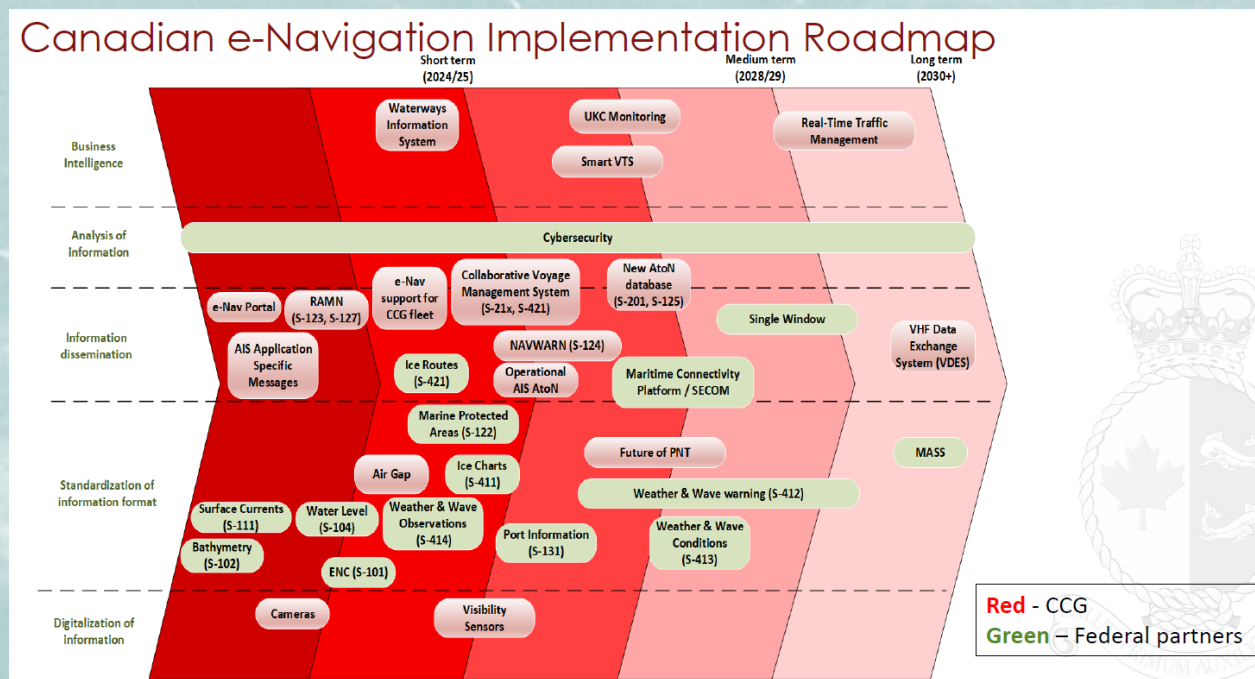 Canadian e-Navigation Implementation Roadmap
Short term
(2024/25)
Medium term
(2028/29)
Long term
(2030+)
Business
Intelligence
Waterways
Information
System
UKC Monitoring
Smart VTS
Real-Time Traffic
Management
Analysis of
Information
Cybersecurity
Information
dissemination
e-Nav Portal
RAMN
(S-123, S-127)
e-Nav
support for
CCG fleet
Collaborative Voyage
Management System
(S-21x, S-421)
New AtoN
database
(S-201, S-125)
Single Window
VHF Data
Exchange
System (VDES)
AIS Application
Specific
Messages
Ice Routes
(S-421)
NAVWARN (S-124)
Operational
AIS AtoN
Maritime Connectivity
Platform / SECOM
Standardization of
information format
Marine Protected
Areas (S-122)
Air Gap
Ice Charts
(S-411)
Future of PNT
MASS
Weather & Wave warning (S-412)
Surface Currents
(S-111)
Water Level
(S-104)
Weather & Wave
Observations
(S-414)
Port Information
(S-131)
Weather & Wave
Conditions
(S-413)
Bathymetry
(S-102)
ENC (S-101)
Digitalization of
information
Cameras
Visibility
Sensors
Red - CCG
Green – Federal partners
PRIMUM AUXILI